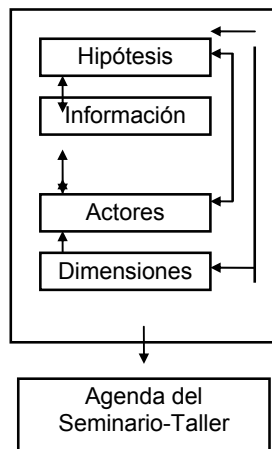 Hipótesis
Información
Actores
Dimensiones
Agenda del
Seminario-Taller